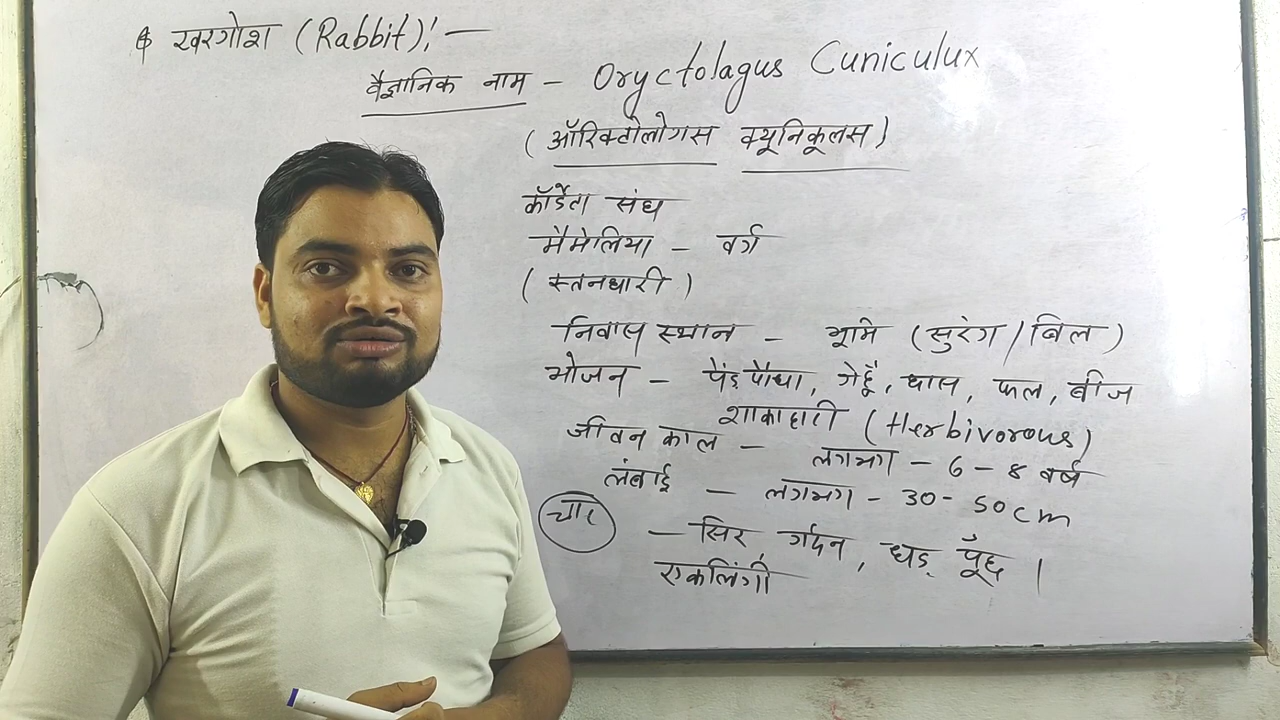 खरगोश (Rabbit):—
वैज्ञानिक नाम – Oryctolagus Cuniculux
(ऑरिक्टोलोगस क्यूनिकूलस)
कॉर्डेटा संघ
मैमेलिया – वर्ग
(स्तनधारी)
निवास स्थान – भूमि (सुरंग/बिल)
भोजन – पेंड़ पौधा, गेहूँ, घास, फल, बीज
शाकाहारी (Herbivorous)
जीवन काल – लगभग – 6 – 8 वर्ष
लंबाई – लगभग – 30 - 50cm
चार – सिर, गर्दन, धड़ पूँछ |
एकलिंगी